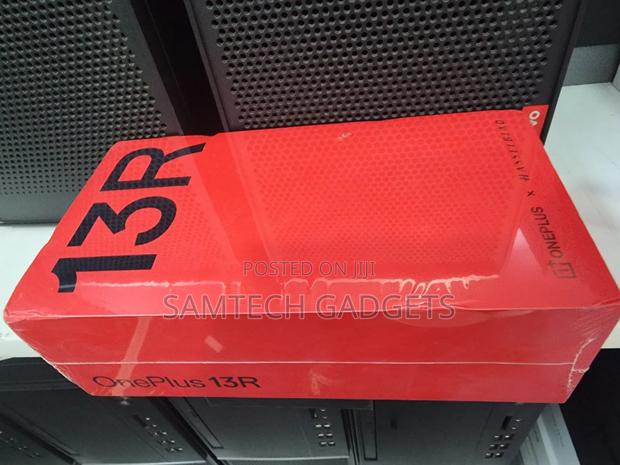 13R
ONEPLUS × HASSELBLAD
POSTED ON JIJI
SAMTECH GADGETS
OnePlus 13R